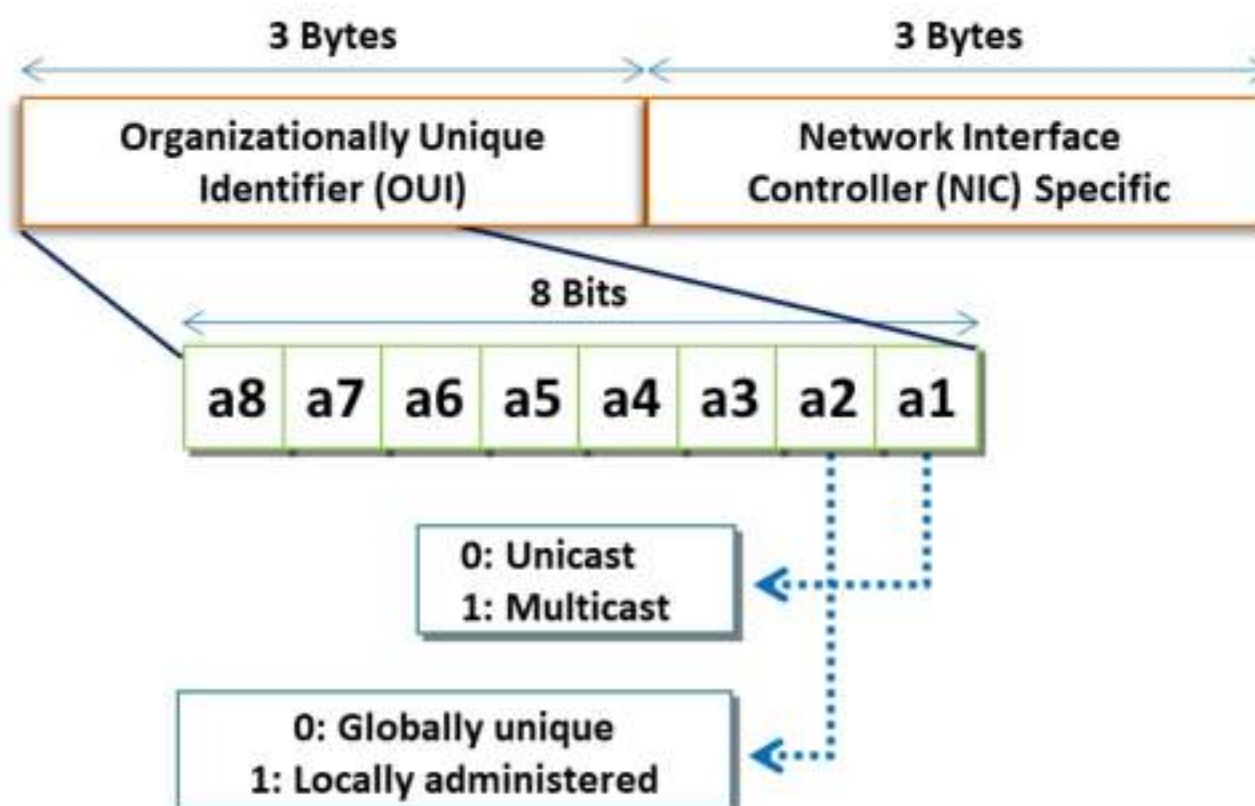 3 Bytes
3 Bytes
Organizationally Unique
Identifier (OUI)
Network Interface
Controller (NIC) Specific
8 Bits
a8 a7 a6 a5 a4 a3 a2 a1
0: Unicast
1: Multicast
0: Globally unique
1: Locally administered